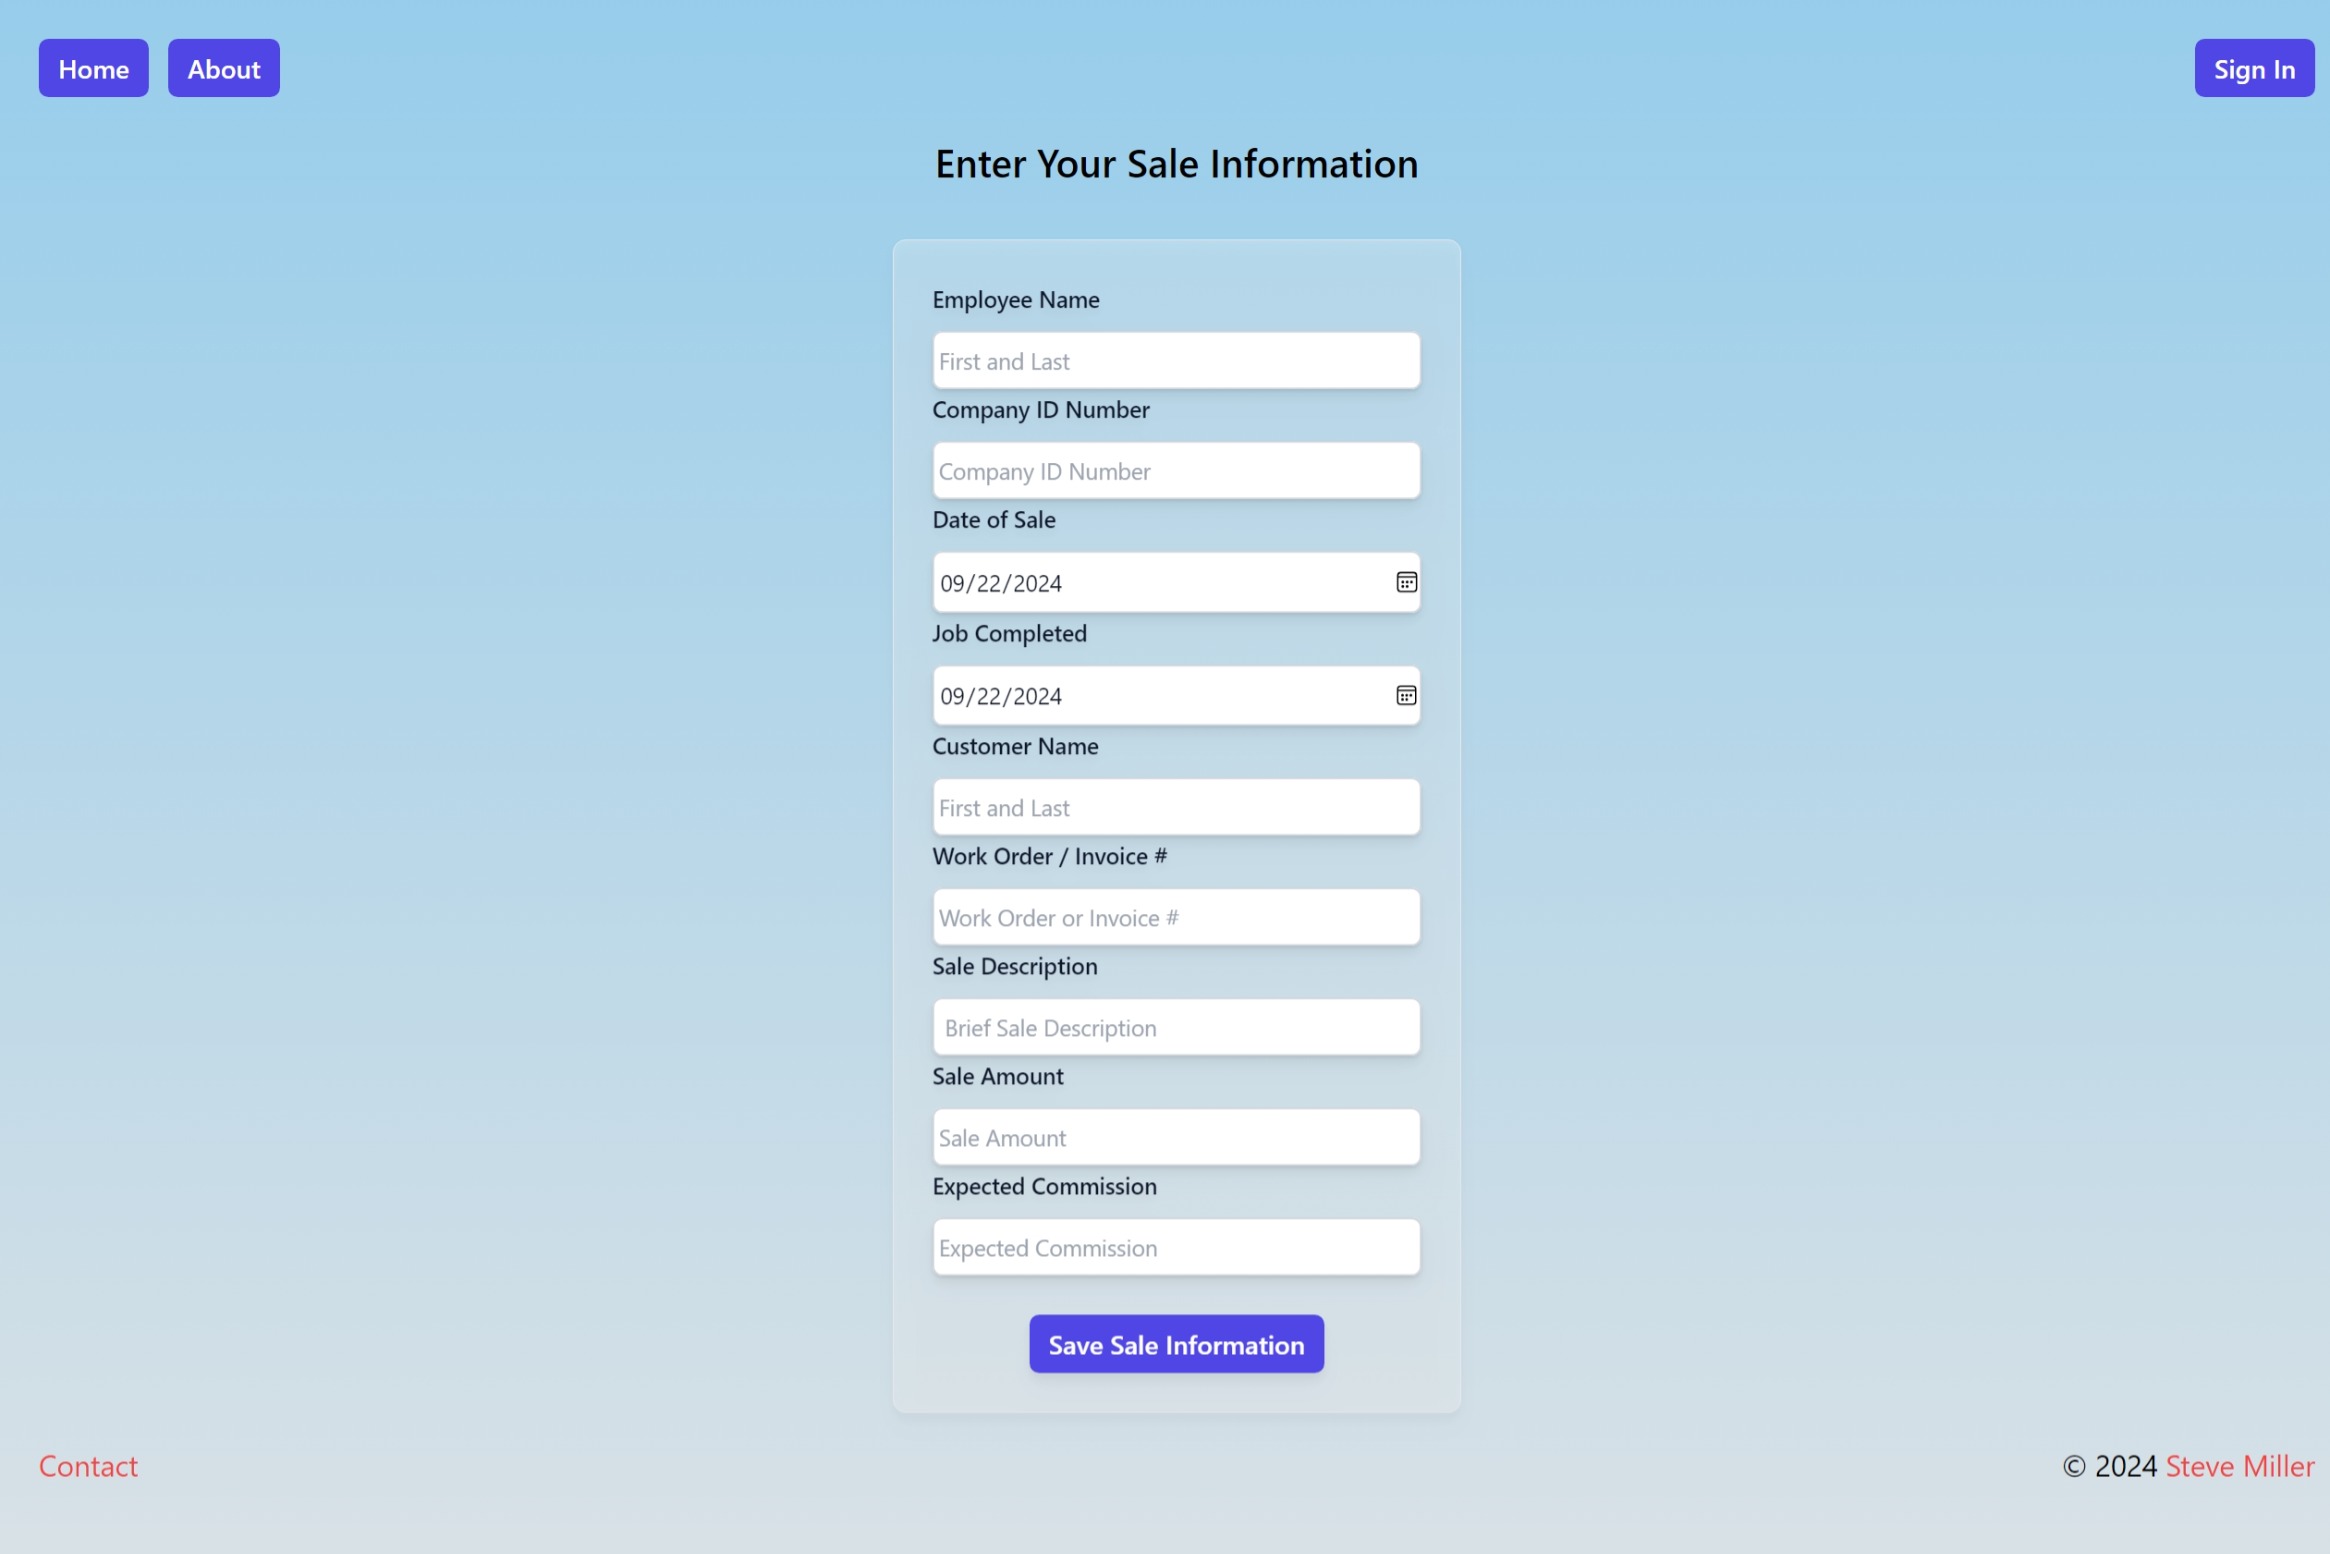 Home About Sign In
Enter Your Sale Information
Employee Name
First and Last
Company ID Number
Company ID Number
Date of Sale
09/22/2024
Job Completed
09/22/2024
Customer Name
First and Last
Work Order / Invoice #
Work Order or Invoice #
Sale Description
Brief Sale Description
Sale Amount
Sale Amount
Expected Commission
Expected Commission
Save Sale Information
Contact © 2024 Steve Miller